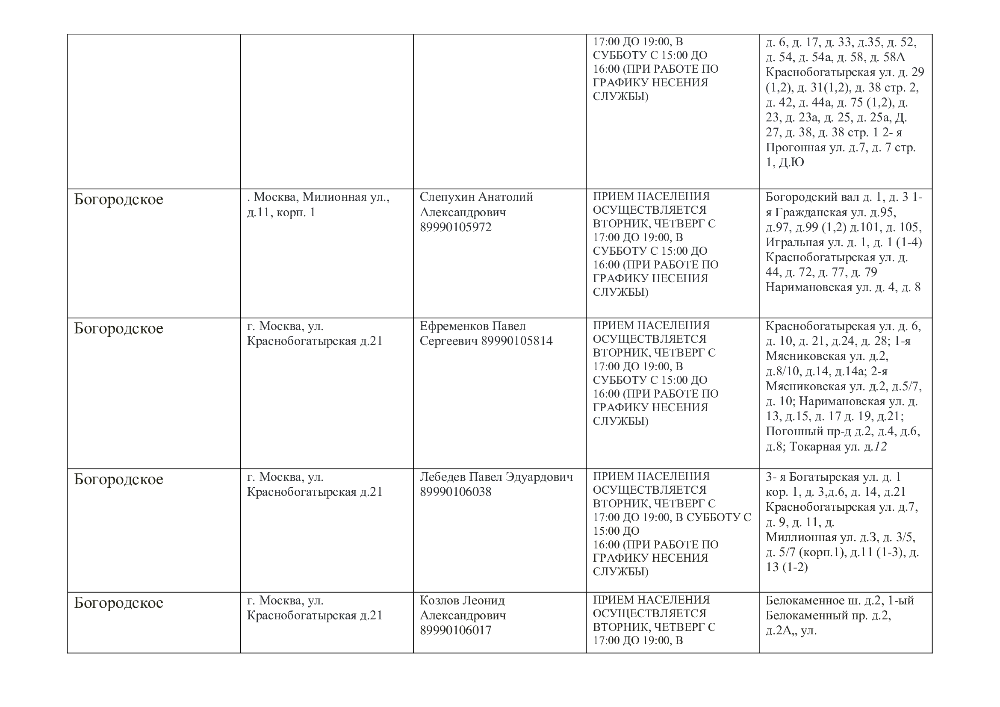 17:00 ДО 19:00, В
СУББОТУ С 15:00 ДО
16:00 (ПРИ РАБОТЕ ПО
ГРАФИКУ НЕСЕНИЯ
СЛУЖБЫ)
д. 6, д. 17, д. 33, д.35, д. 52,
д. 54, д. 54а, д. 58, д. 58А
Краснобогатырская ул. д. 29
(1,2), д. 31(1,2), д. 38 стр. 2,
д. 42, д. 44а, д. 75 (1,2), д.
23, д. 23а, д. 25, д. 25а, Д.
27, д. 38, д. 38 стр. 1 2- я
Прогонная ул. д.7, д. 7 стр.
1, Д.Ю
Богородское
. Москва, Милионная ул.,
д.11, корп. 1
Слепухин Анатолий
Александрович
89990105972
ПРИЕМ НАСЕЛЕНИЯ
ОСУЩЕСТВЛЯЕТСЯ
ВТОРНИК, ЧЕТВЕРГ С
17:00 ДО 19:00, В
СУББОТУ С 15:00 ДО
16:00 (ПРИ РАБОТЕ ПО
ГРАФИКУ НЕСЕНИЯ
СЛУЖБЫ)
Богородский вал д. 1, д. 3 1-
я Гражданская ул. д.95,
д.97, д.99 (1,2) д.101, д. 105,
Игральная ул. д. 1, д. 1 (1-4)
Краснобогатырская ул. д.
44, д. 72, д. 77, д. 79
Наримановская ул. д. 4, д. 8
Богородское
г. Москва, ул.
Краснобогатырская д.21
Ефременков Павел
Сергеевич 89990105814
ПРИЕМ НАСЕЛЕНИЯ
ОСУЩЕСТВЛЯЕТСЯ
ВТОРНИК, ЧЕТВЕРГ С
17:00 ДО 19:00, В
СУББОТУ С 15:00 ДО
16:00 (ПРИ РАБОТЕ ПО
ГРАФИКУ НЕСЕНИЯ
СЛУЖБЫ)
Краснобогатырская ул. д. 6,
д. 10, д. 21, д.24, д. 28; 1-я
Мясниковская ул. д.2,
д.8/10, д.14, д.14а; 2-я
Мясниковская ул. д.2, д.5/7,
д. 10; Наримановская ул. д.
13, д.15, д. 17 д. 19, д.21;
Погонный пр-д д.2, д.4, д.6,
д.8; Токарная ул. д.12
Богородское
г. Москва, ул.
Краснобогатырская д.21
Лебедев Павел Эдуардович
89990106038
ПРИЕМ НАСЕЛЕНИЯ
ОСУЩЕСТВЛЯЕТСЯ
ВТОРНИК, ЧЕТВЕРГ С
17:00 ДО 19:00, В СУББОТУ С
15:00 ДО
16:00 (ПРИ РАБОТЕ ПО
ГРАФИКУ НЕСЕНИЯ
СЛУЖБЫ)
3- я Богатырская ул. д. 1
кор. 1, д. 3,д.6, д. 14, д.21
Краснобогатырская ул. д.7,
д. 9, д. 11, д.
Миллионная ул. д.З, д. 3/5,
д. 5/7 (корп.1), д.11 (1-3), д.
13 (1-2)
Богородское
г. Москва, ул.
Краснобогатырская д.21
Козлов Леонид
Александрович
89990106017
ПРИЕМ НАСЕЛЕНИЯ
ОСУЩЕСТВЛЯЕТСЯ
ВТОРНИК, ЧЕТВЕРГ С
17:00 ДО 19:00, В
Белокаменное ш. д.2, 1-ый
Белокаменный пр. д.2,
д.2А,, ул.